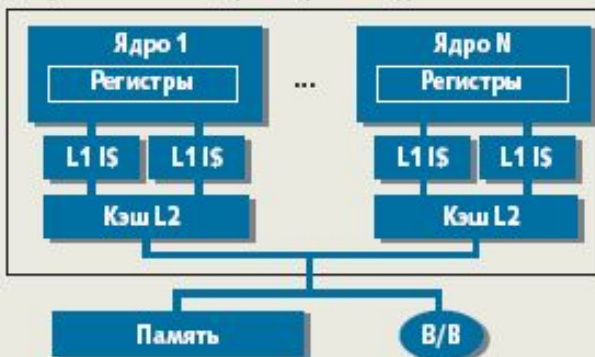 Ядро 1
Регистры
...
Ядро N
Регистры
L1 I$ L1 I$
L1 I$ L1 I$
Кэш L2
Кэш L2
Память
В/В